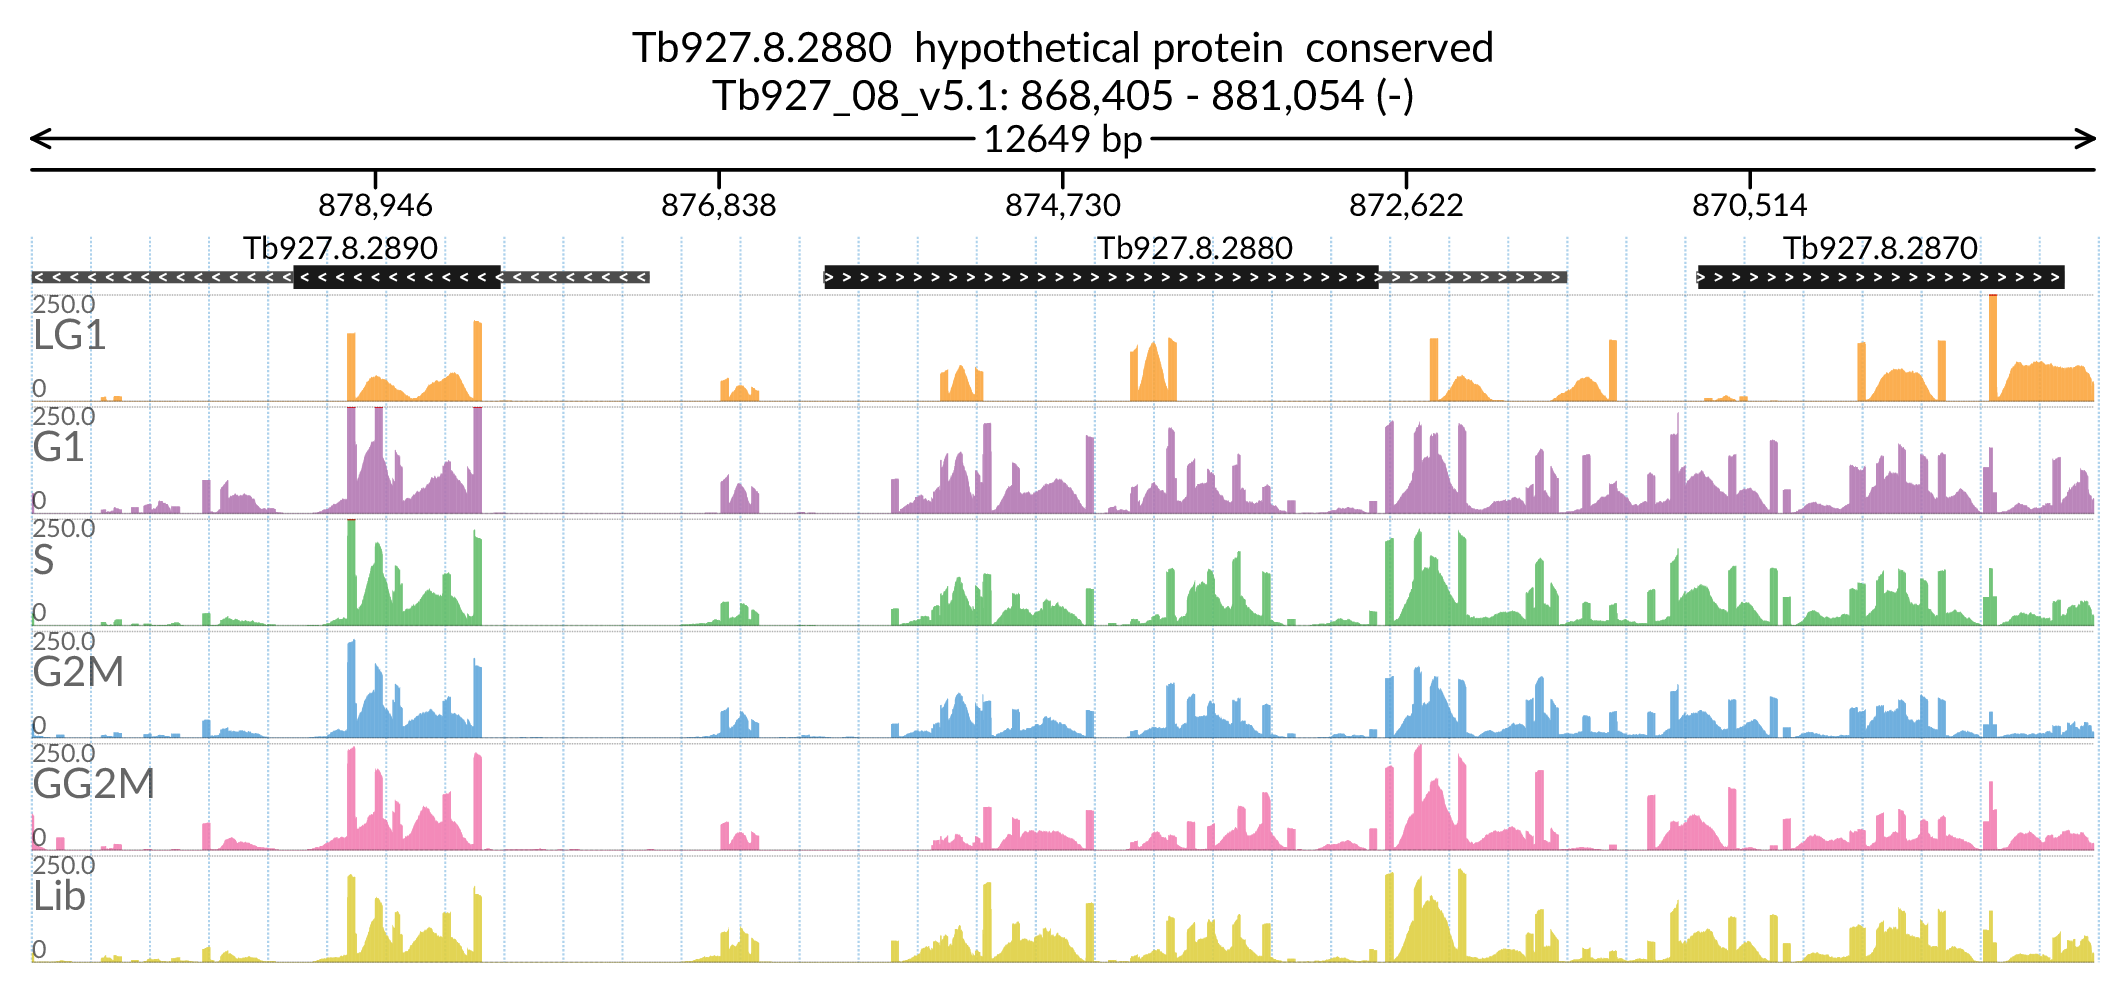 Tb927.8.2880 hypothetical protein conserved
Tb927_08_v5.1: 868,405 - 881,054 (-)
12649 bp
878,946 876,838 874,730 872,622 870,514
Tb927.8.2890 Tb927.8.2880 Tb927.8.2870
250.0
LG1
0
250.0
G1
0
250.0
S
0
250.0
G2M
0
250.0
GG2M
0
250.0
Lib
0